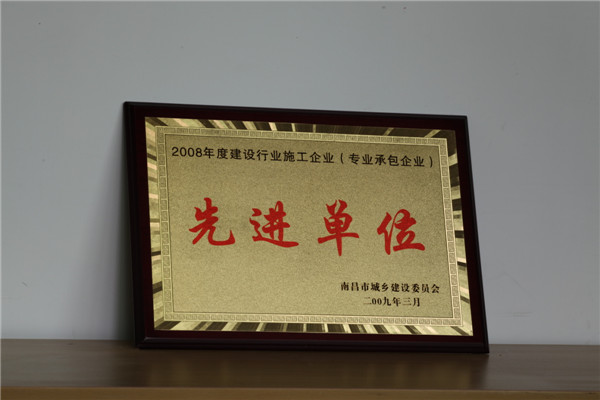 2008年度建设行业施工企业（专业承包企业）
先进单位
南昌市城乡建设委员会
二00九年三月